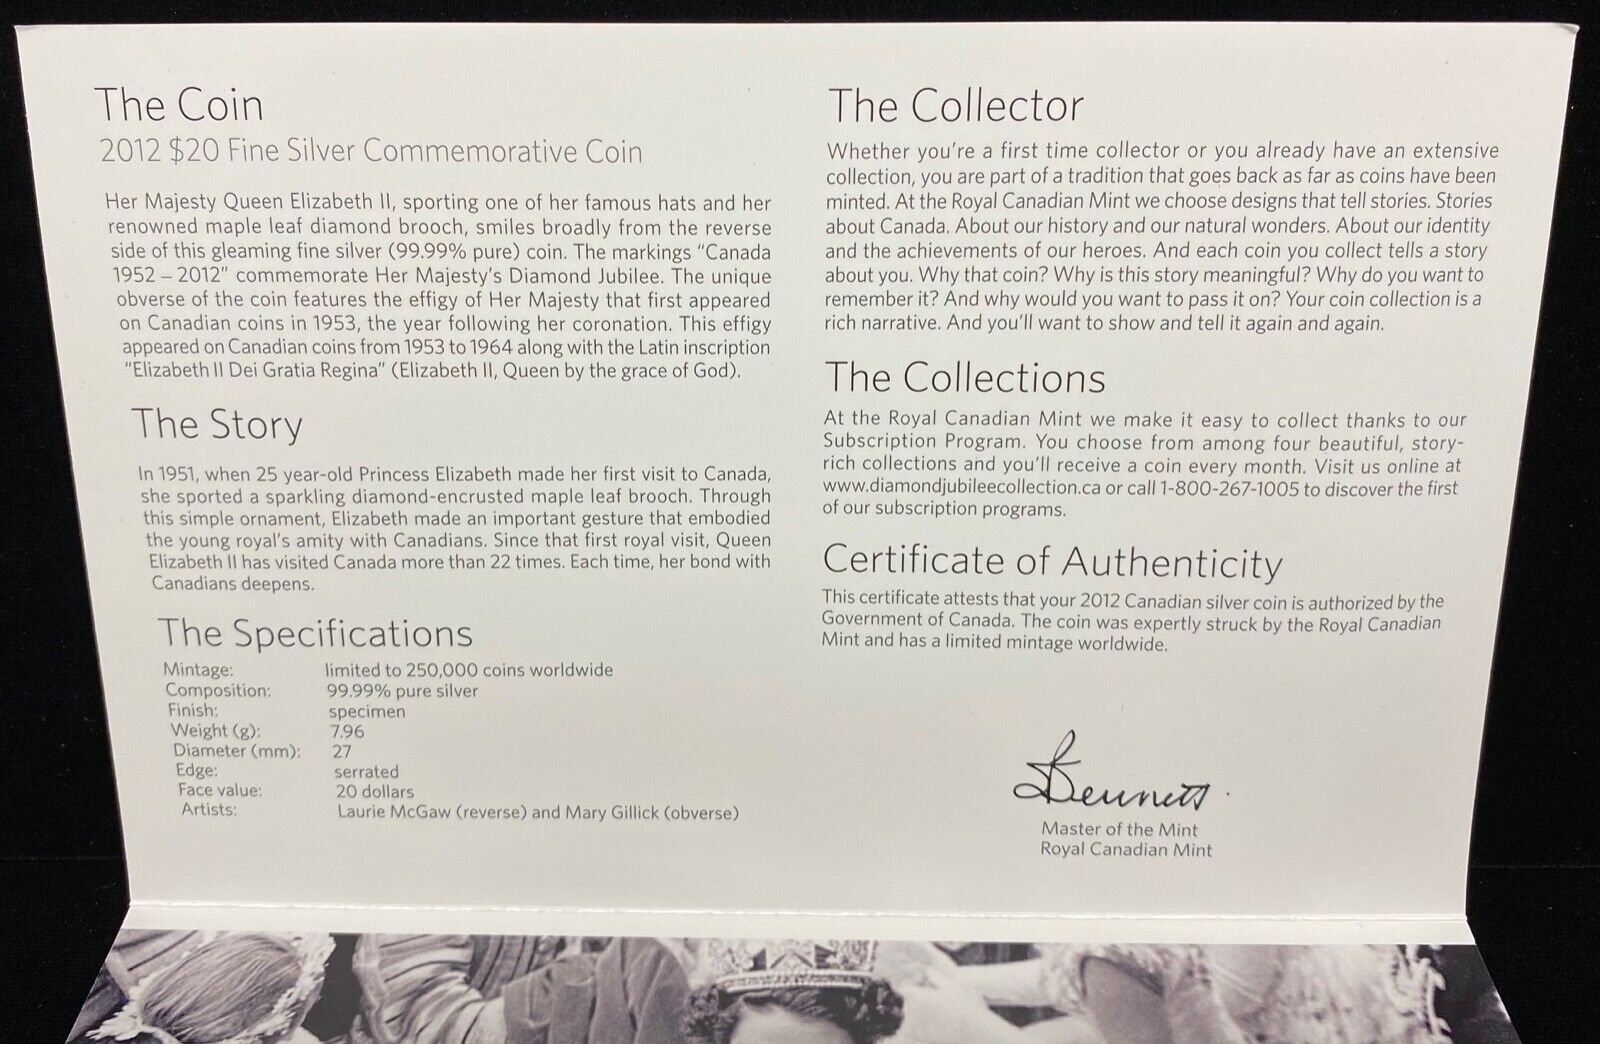 The Coin
2012 $20 Fine Silver Commemorative Coin
Her Majesty Queen Elizabeth II, sporting one of her famous hats and her
renowned maple leaf diamond brooch, smiles broadly from the reverse
side of this gleaming fine silver (99.99% pure) coin. The markings "Canada
1952 – 2012" commemorate Her Majesty's Diamond Jubilee. The unique
obverse of the coin features the effigy of Her Majesty that first appeared
on Canadian coins in 1953, the year following her coronation. This effigy
appeared on Canadian coins from 1953 to 1964 along with the Latin inscription
"Elizabeth II Dei Gratia Regina" (Elizabeth II, Queen by the grace of God).
The Story
In 1951, when 25 year-old Princess Elizabeth made her first visit to Canada,
she sported a sparkling diamond-encrusted maple leaf brooch. Through
this simple ornament, Elizabeth made an important gesture that embodied
the young royal's amity with Canadians. Since that first royal visit, Queen
Elizabeth II has visited Canada more than 22 times. Each time, her bond with
Canadians deepens.
The Specifications
Mintage: limited to 250,000 coins worldwide
Composition: 99.99% pure silver
Finish: specimen
Weight (g): 7.96
Diameter (mm): 27
Edge: serrated
Face value: 20 dollars
Artists: Laurie McGaw (reverse) and Mary Gillick (obverse)
The Collector
Whether you're a first time collector or you already have an extensive
collection, you are part of a tradition that goes back as far as coins have been
minted. At the Royal Canadian Mint we choose designs that tell stories. Stories
about Canada. About our history and our natural wonders. About our identity
and the achievements of our heroes. And each coin you collect tells a story
about you. Why that coin? Why is this story meaningful? Why do you want to
remember it? And why would you want to pass it on? Your coin collection is a
rich narrative. And you'll want to show and tell it again and again.
The Collections
At the Royal Canadian Mint we make it easy to collect thanks to our
Subscription Program. You choose from among four beautiful, story-
rich collections and you'll receive a coin every month. Visit us online at
www.diamondjubileecollection.ca or call 1-800-267-1005 to discover the first
of our subscription programs.
Certificate of Authenticity
This certificate attests that your 2012 Canadian silver coin is authorized by the
Government of Canada. The coin was expertly struck by the Royal Canadian
Mint and has a limited mintage worldwide.
Bennett
Master of the Mint
Royal Canadian Mint